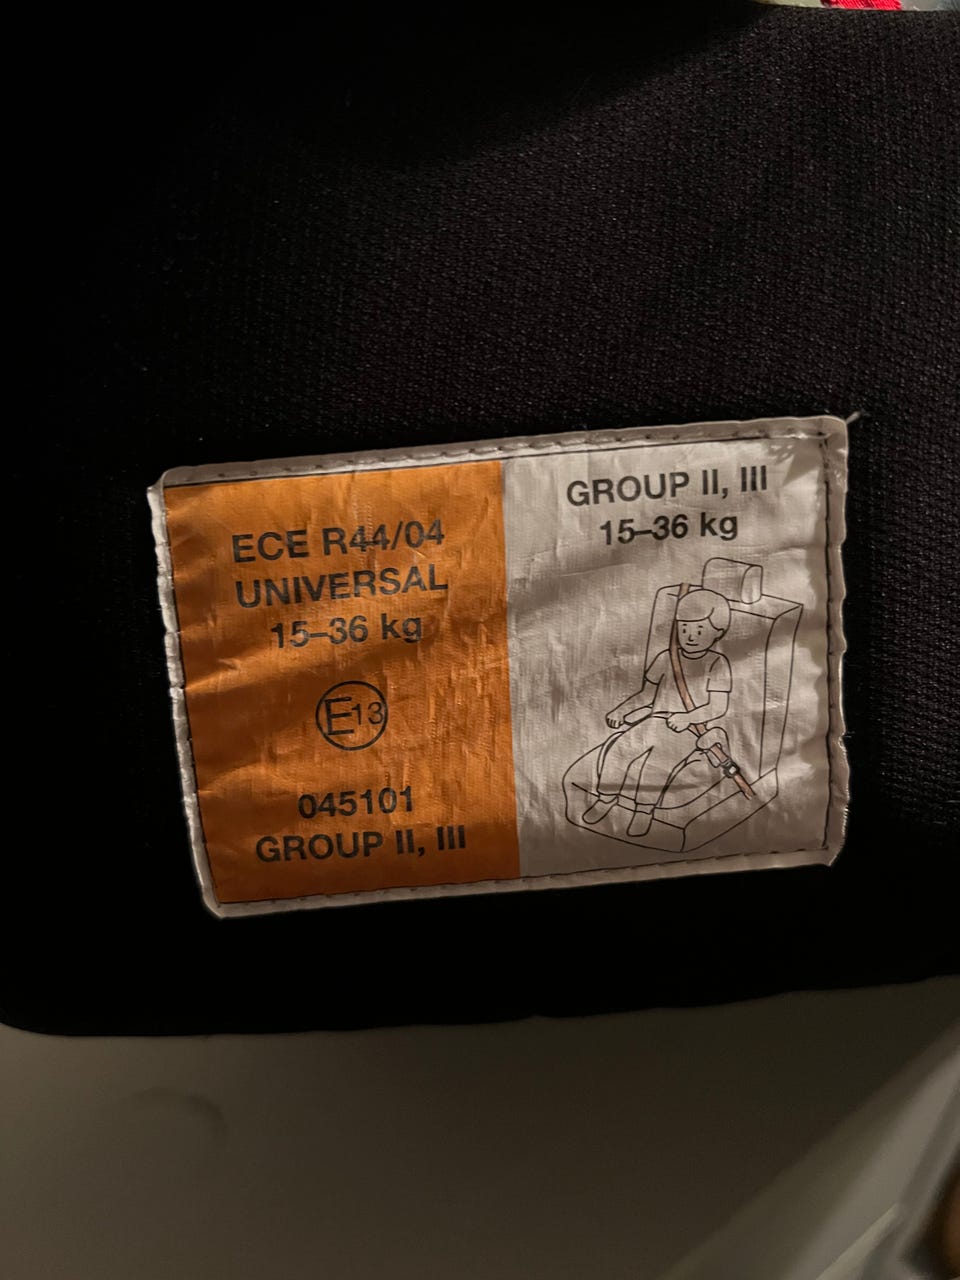 ECE R44/04
UNIVERSAL
15–36 kg
E13
045101
GROUP II, III
GROUP II, III
15–36 kg